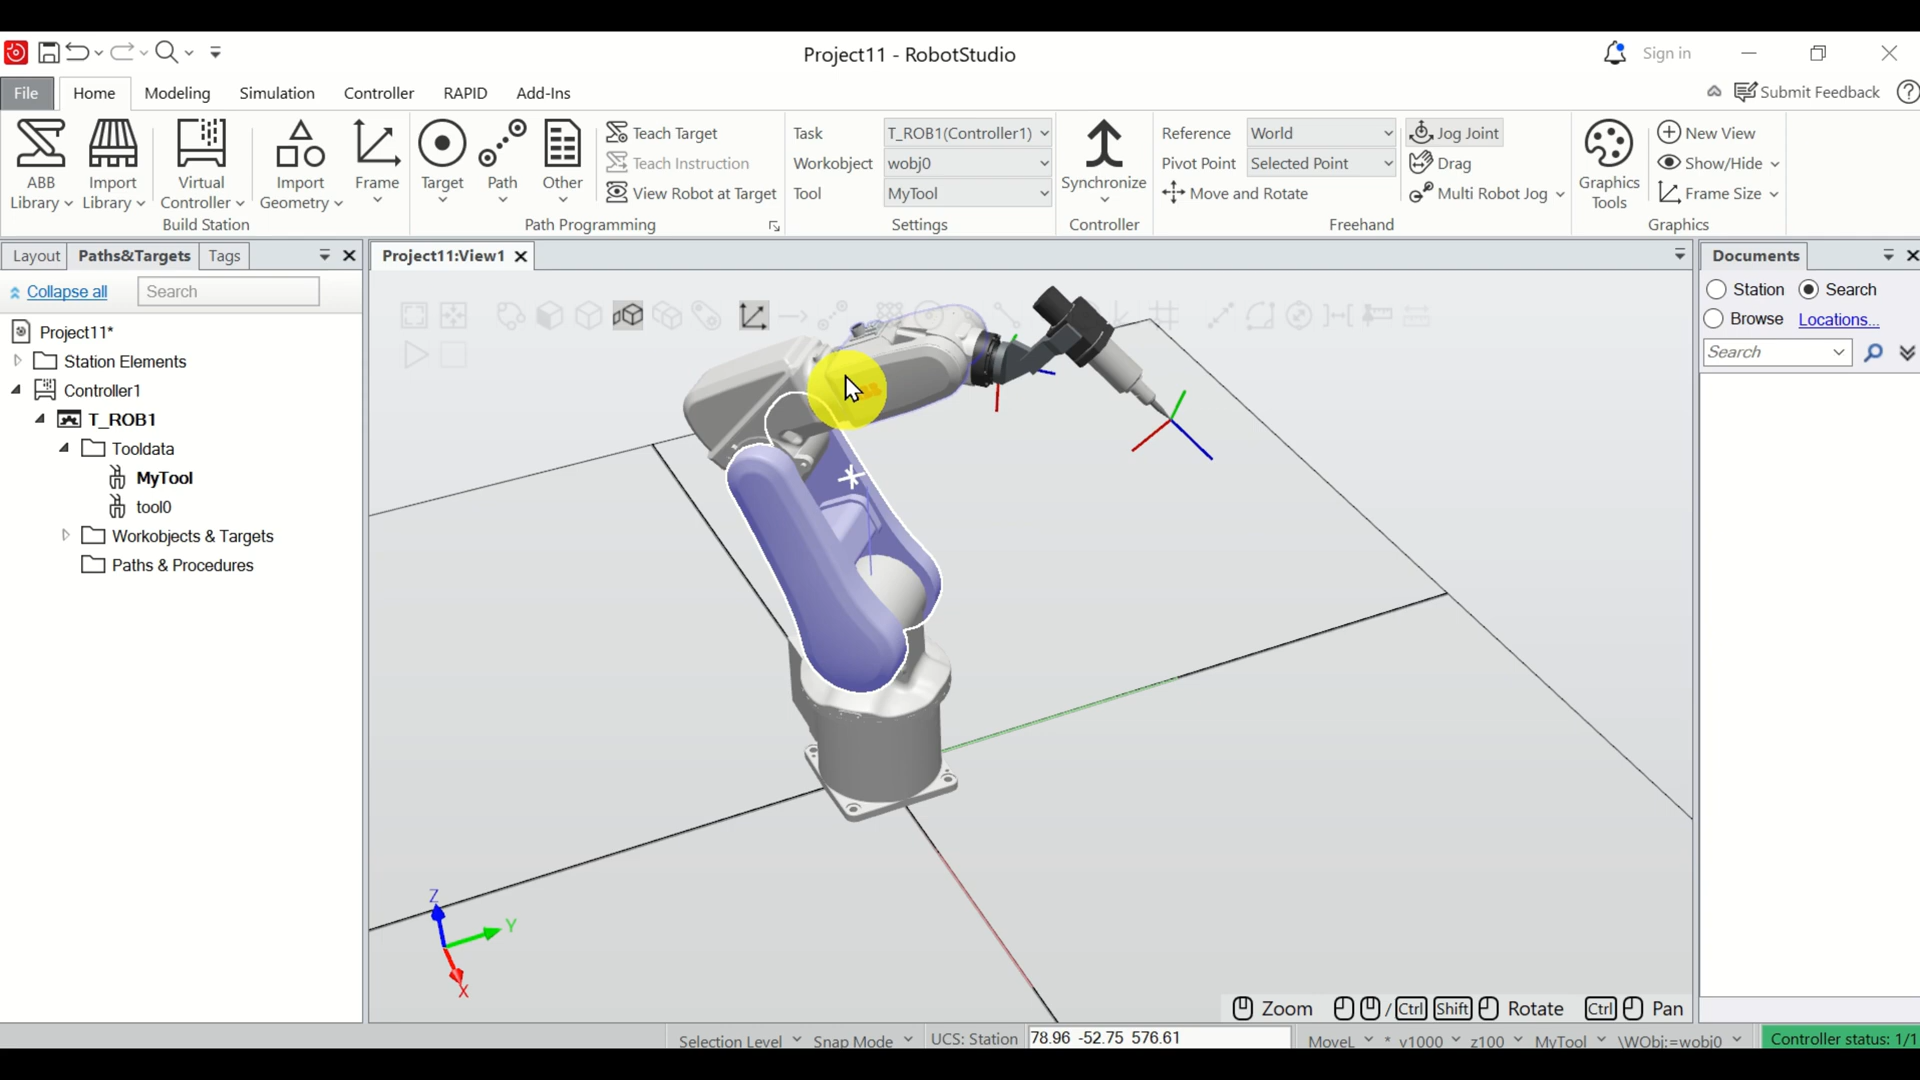 Project11 - RobotStudio
Sign in
File Home Modeling Simulation Controller RAPID Add-Ins
Submit Feedback ?
ABB Library
Import Library
Virtual Controller
Import Geometry
Frame
Build Station
Target
Path
Other
Teach Target
Teach Instruction
View Robot at Target
Path Programming
Task T_ROB1(Controller1)
Workobject wobj0
Tool MyTool
Settings
Synchronize
Controller
Reference World
Pivot Point Selected Point
Move and Rotate
Jog Joint
Drag
Multi Robot Jog
Freehand
Graphics Tools
New View
Show/Hide
Frame Size
Graphics
Layout Paths&Targets Tags
Collapse all Search
Project11*
Station Elements
Controller1
T_ROB1
Tooldata
MyTool
tool0
Workobjects & Targets
Paths & Procedures
Project11:View1
Z
Y
X
Zoom / Ctrl Shift Rotate Ctrl Pan
Documents
Station Search
Browse Locations...
Search
Selection Level Snap Mode UCS: Station 78.96 -52.75 576.61 MoveL * v1000 z100 MyTool \WObj:=wobj0 Controller status: 1/1